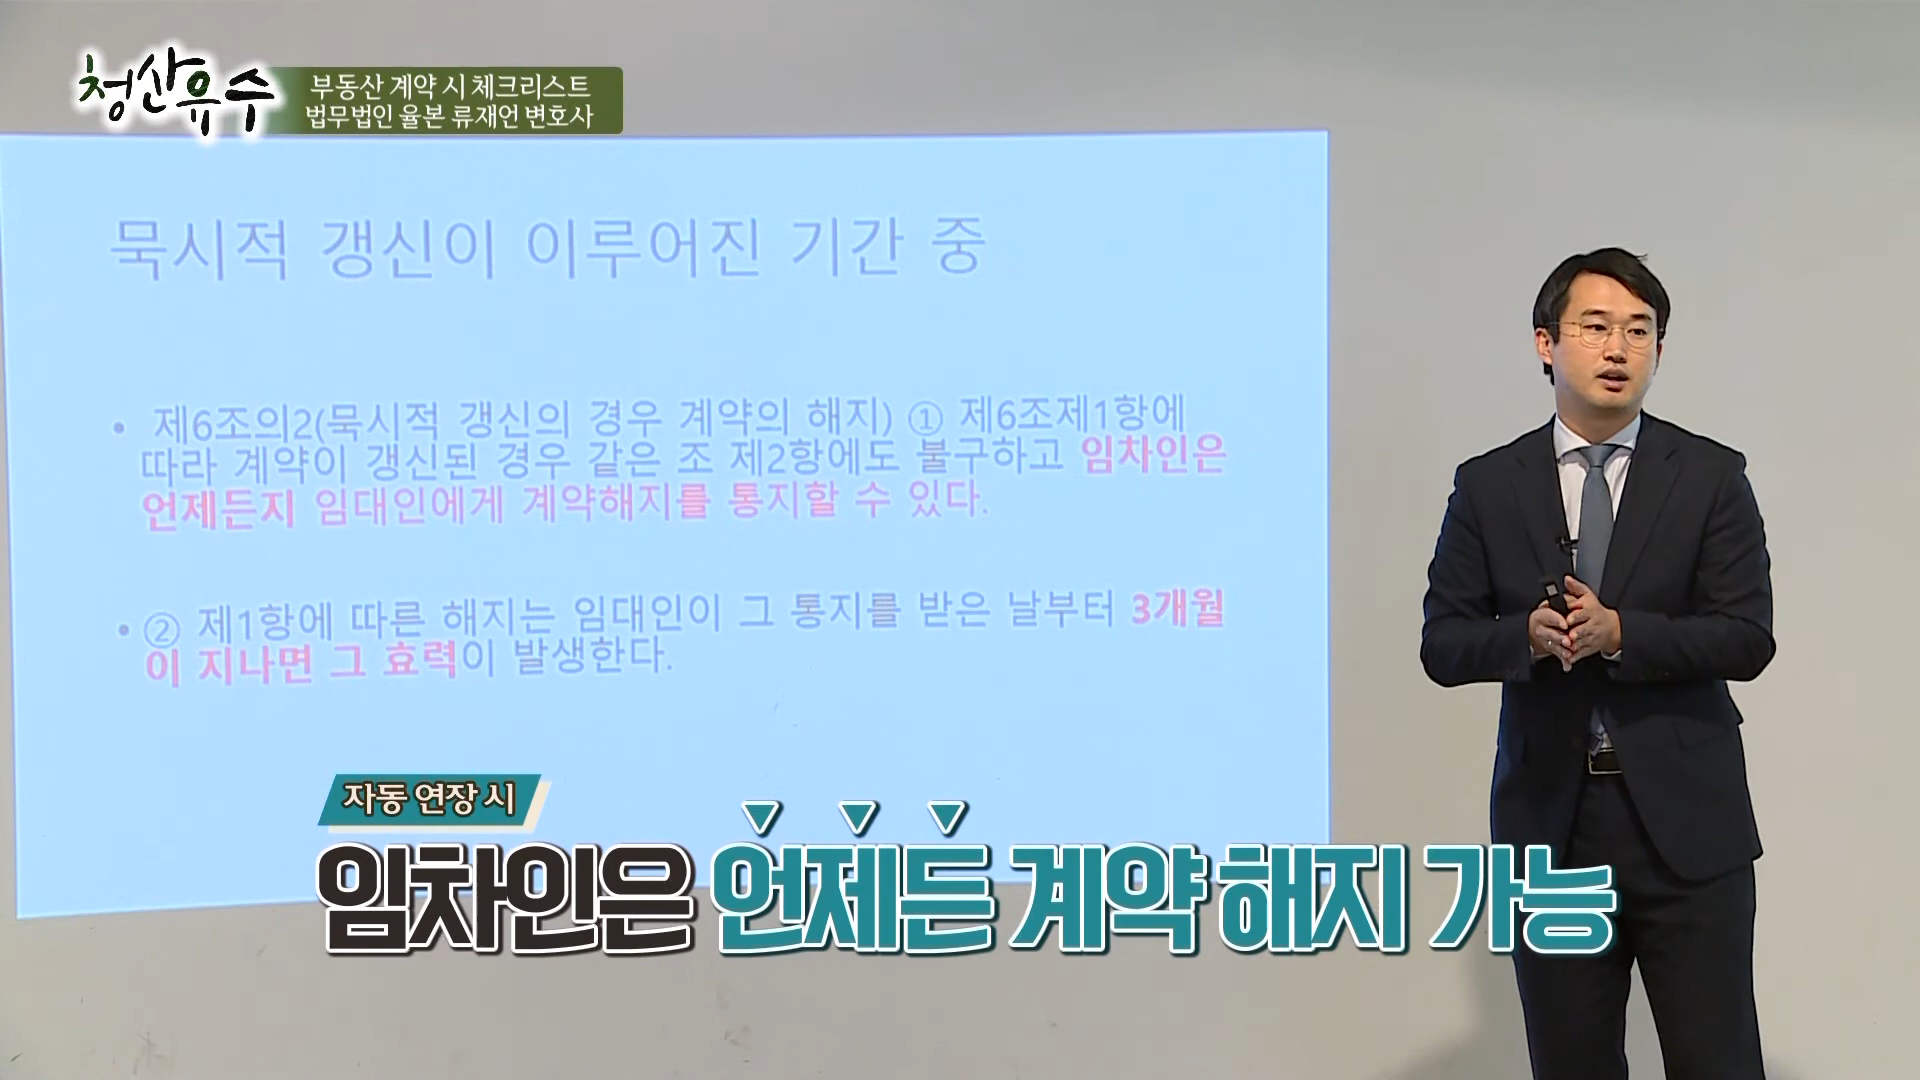 청산유수
부동산 계약 시 체크리스트
법무법인 율본 류재언 변호사
묵시적 갱신이 이루어진 기간 중
• 제6조의2(묵시적 갱신의 경우 계약의 해지) ① 제6조제1항에
따라 계약이 갱신된 경우 같은 조 제2항에도 불구하고 임차인은
언제든지 임대인에게 계약해지를 통지할 수 있다.
• ② 제1항에 따른 해지는 임대인이 그 통지를 받은 날부터 3개월
이 지나면 그 효력이 발생한다.
자동 연장 시
임차인은 언제든 계약 해지 가능